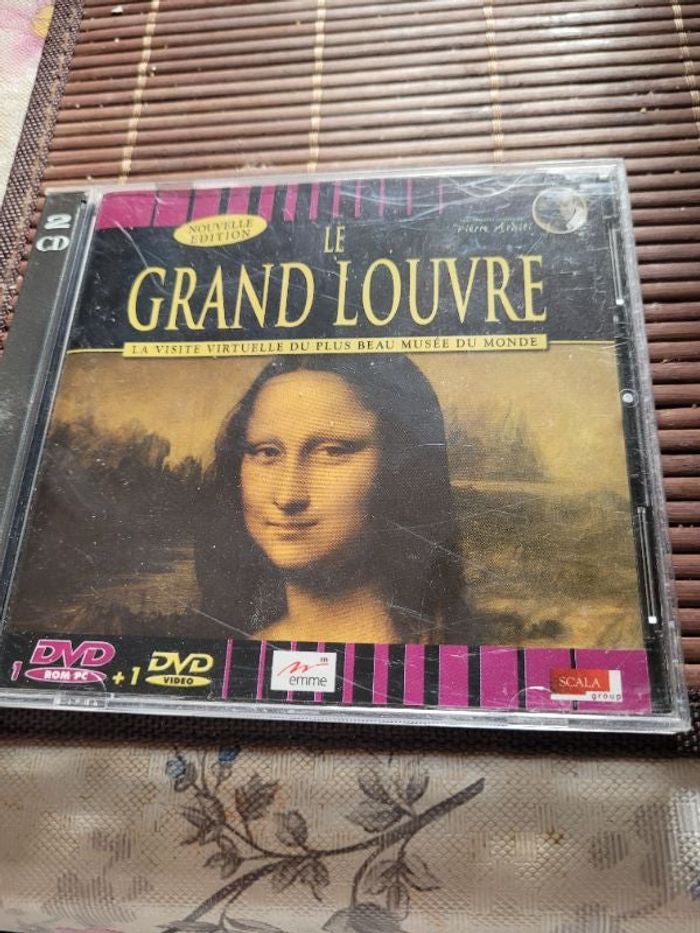 2
CD
NOUVELLE
EDITION
LE
GRAND LOUVRE
LA VISITE VIRTUELLE DU PLUS BEAU MUSÉE DU MONDE
1 DVD
ROM PC
+1 DVD
VIDEO
m
emme
SCALA
group